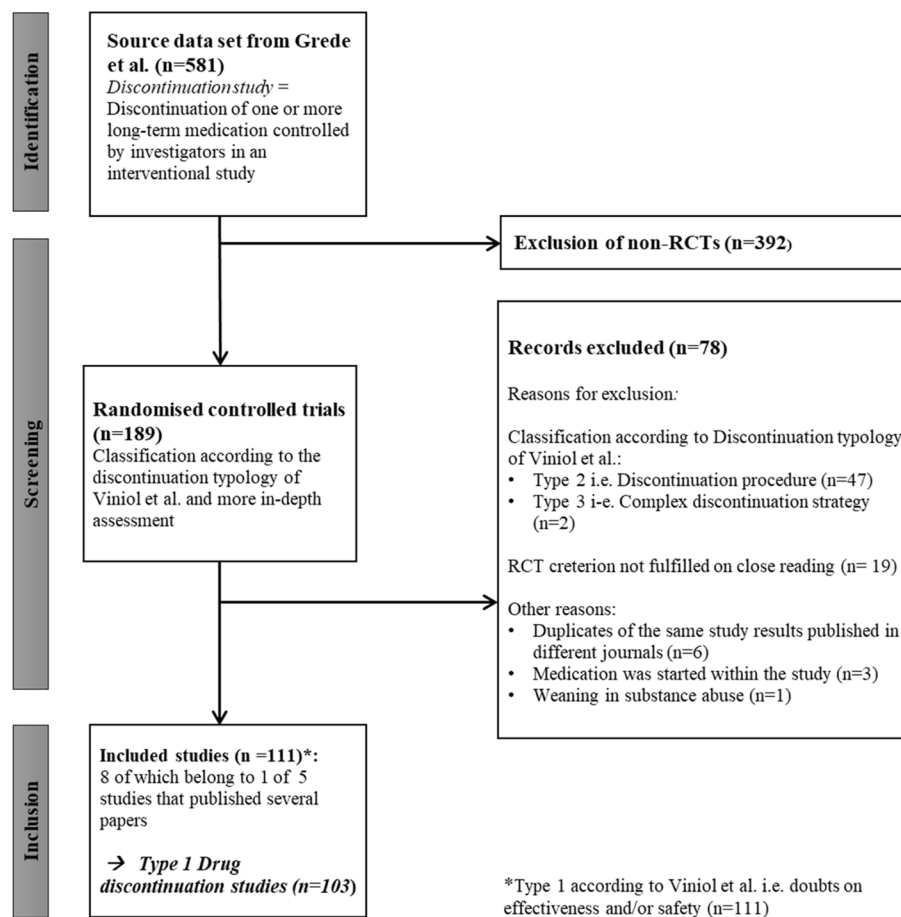 Identification
Source data set from Grede
et al. (n=581)
Discontinuation study =
Discontinuation of one or more
long-term medication controlled
by investigators in an
interventional study
Exclusion of non-RCTs (n=392)
Screening
Randomised controlled trials
(n=189)
Classification according to the
discontinuation typology of
Viniol et al. and more in-depth
assessment
Records excluded (n=78)
Reasons for exclusion:
Classification according to Discontinuation typology
of Viniol et al.:
• Type 2 i.e. Discontinuation procedure (n=47)
• Type 3 i-e. Complex discontinuation strategy
(n=2)
RCT creterion not fulfilled on close reading (n= 19)
Other reasons:
• Duplicates of the same study results published in
different journals (n=6)
• Medication was started within the study (n=3)
• Weaning in substance abuse (n=1)
Inclusion
Included studies (n =111)*:
8 of which belong to 1 of 5
studies that published several
papers
→ Type 1 Drug
discontinuation studies (n=103)
*Type 1 according to Viniol et al. i.e. doubts on
effectiveness and/or safety (n=111)